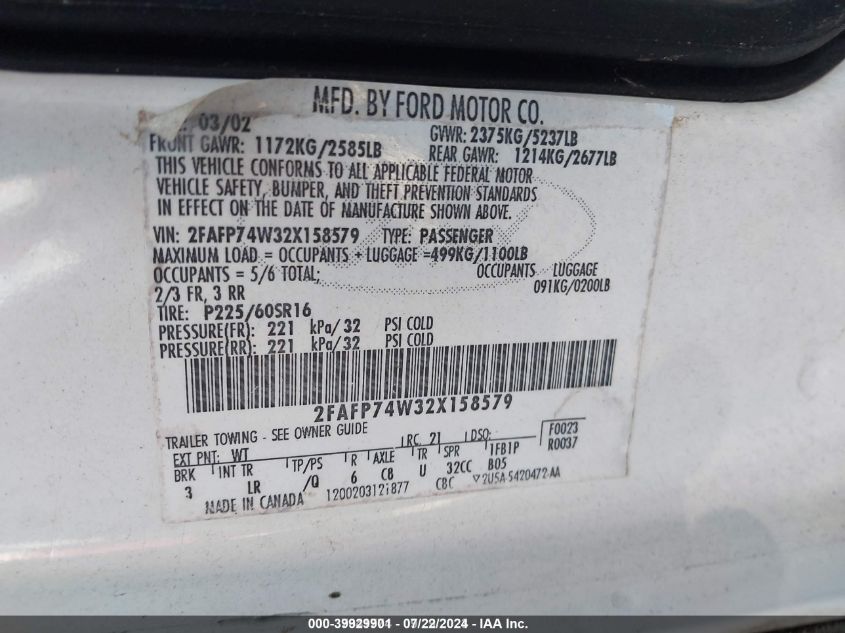 MFD. BY FORD MOTOR CO.
03/02 GVWR: 2375KG/5237LB
FRONT GAWR: 1172KG/2585LB REAR GAWR: 1214KG/2677LB
THIS VEHICLE CONFORMS TO ALL APPLICABLE FEDERAL MOTOR
VEHICLE SAFETY, BUMPER, AND THEFT PREVENTION STANDARDS
IN EFFECT ON THE DATE OF MANUFACTURE SHOWN ABOVE.
VIN: 2FAFP74W32X158579 TYPE: PASSENGER
MAXIMUM LOAD = OCCUPANTS + LUGGAGE =499KG/1100LB
OCCUPANTS = 5/6 TOTAL; OCCUPANTS LUGGAGE
2/3 FR, 3 RR 091KG/0200LB
TIRE: P225/60SR16
PRESSURE(FR): 221 kPa/ 32 PSI COLD
PRESSURE(RR): 221 kPa/ 32 PSI COLD
2FAFP74W32X158579
TRAILER TOWING - SEE OWNER GUIDE
EXT PNT: WT RC: 21 DSO: F0023
BRK INT TR TP/PS R AXLE TR SPR 1FB1P R0037
3 LR /Q 6 C8 U 32CC B05
MADE IN CANADA 1200203121877 CBC 2U5A-5420472-AA
000-39929901 - 07/22/2024 - IAA Inc.